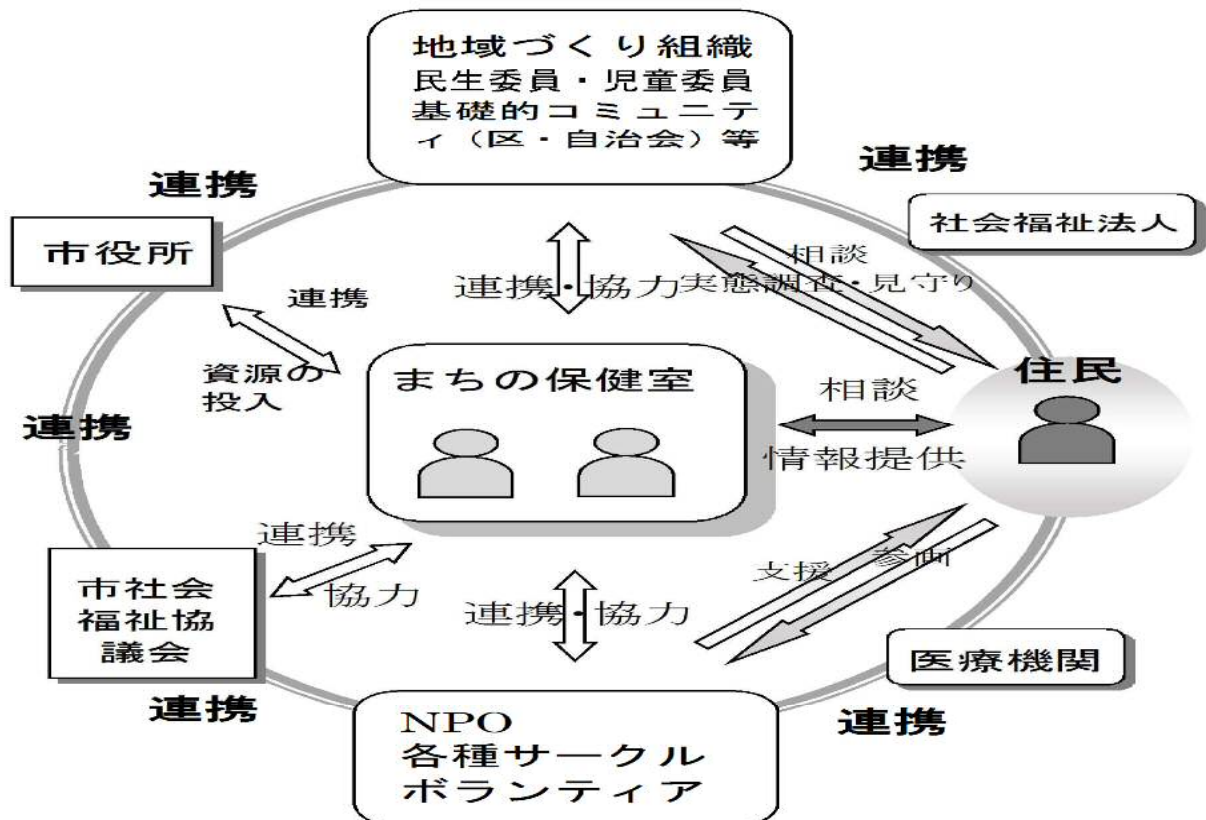 地域づくり組織
民生委員・児童委員
基礎的コミュニテ
ィ（区・自治会）等
連携
連携
社会福祉法人
市役所
相談
連携・協力
実態調査・見守り
連携
資源の
投入
まちの保健室
住民
相談
情報提供
連携
連携
協力
市社会
福祉協
議会
連携・協力
支援
参画
医療機関
連携
連携
NPO
各種サークル
ボランティア